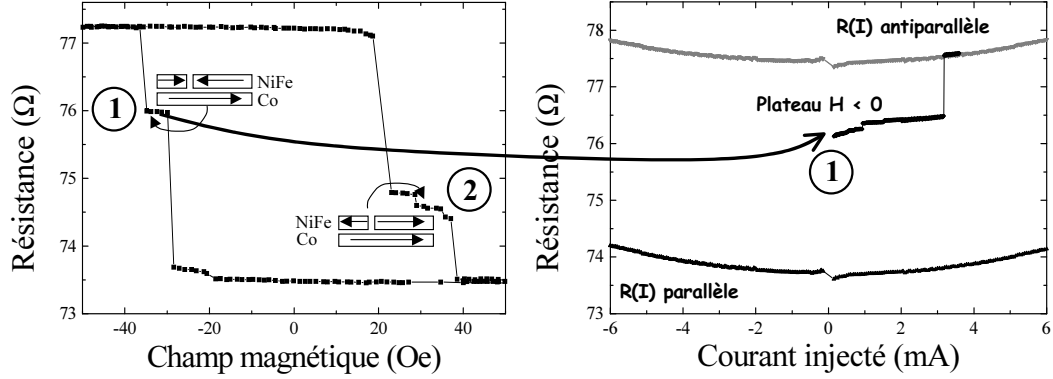 77
76
75
74
73
Résistance (Ω)
-40
-20
0
20
40
Champ magnétique (Oe)
1
NiFe
Co
2
NiFe
Co
78
77
76
75
74
73
Résistance (Ω)
-6
-4
-2
0
2
4
6
Courant injecté (mA)
R(I) antiparallèle
Plateau H < 0
1
R(I) parallèle